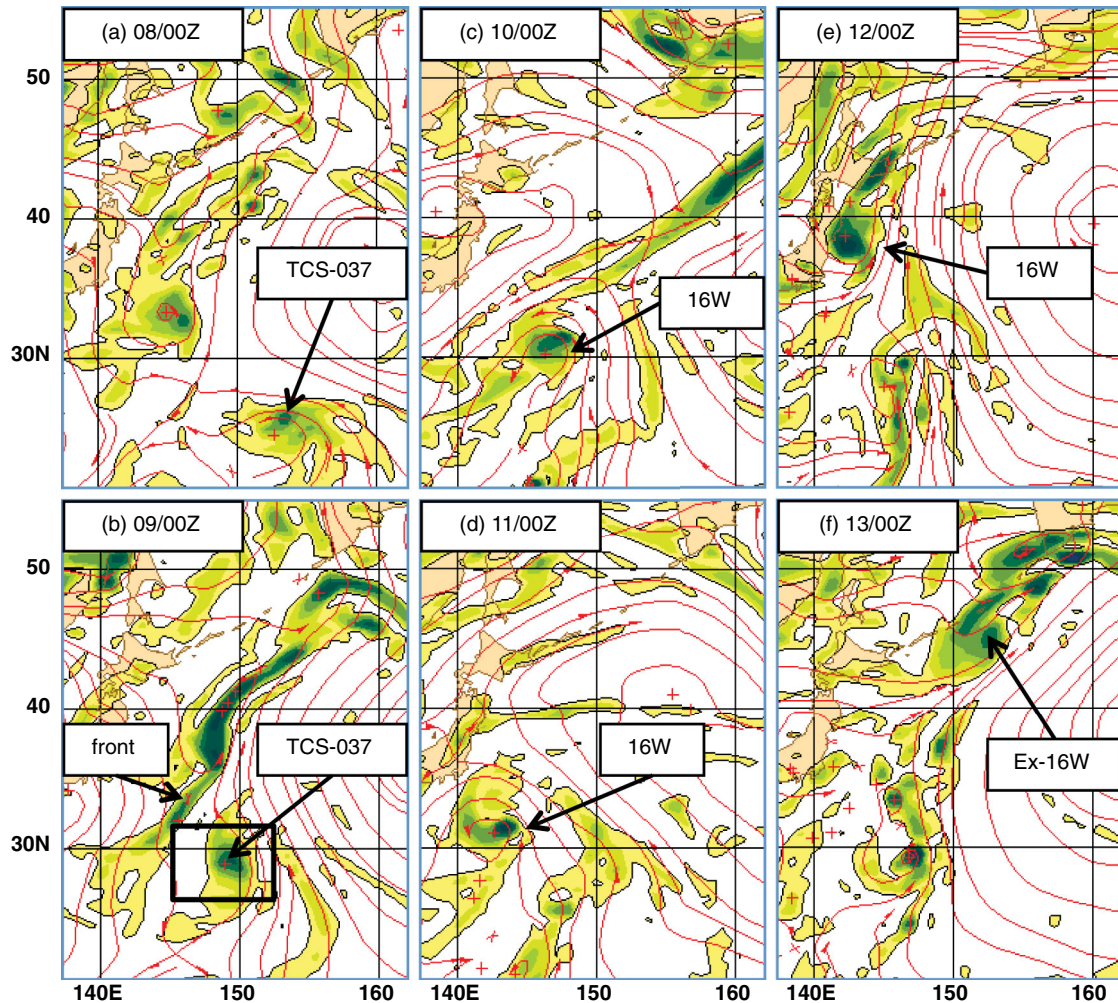 (a) 08/00Z
(c) 10/00Z
(e) 12/00Z
50
TCS-037
16W
16W
40
30N
(b) 09/00Z
(d) 11/00Z
(f) 13/00Z
50
40
front
TCS-037
16W
Ex-16W
30N
140E 150 160 140E 150 160 140E 150 160